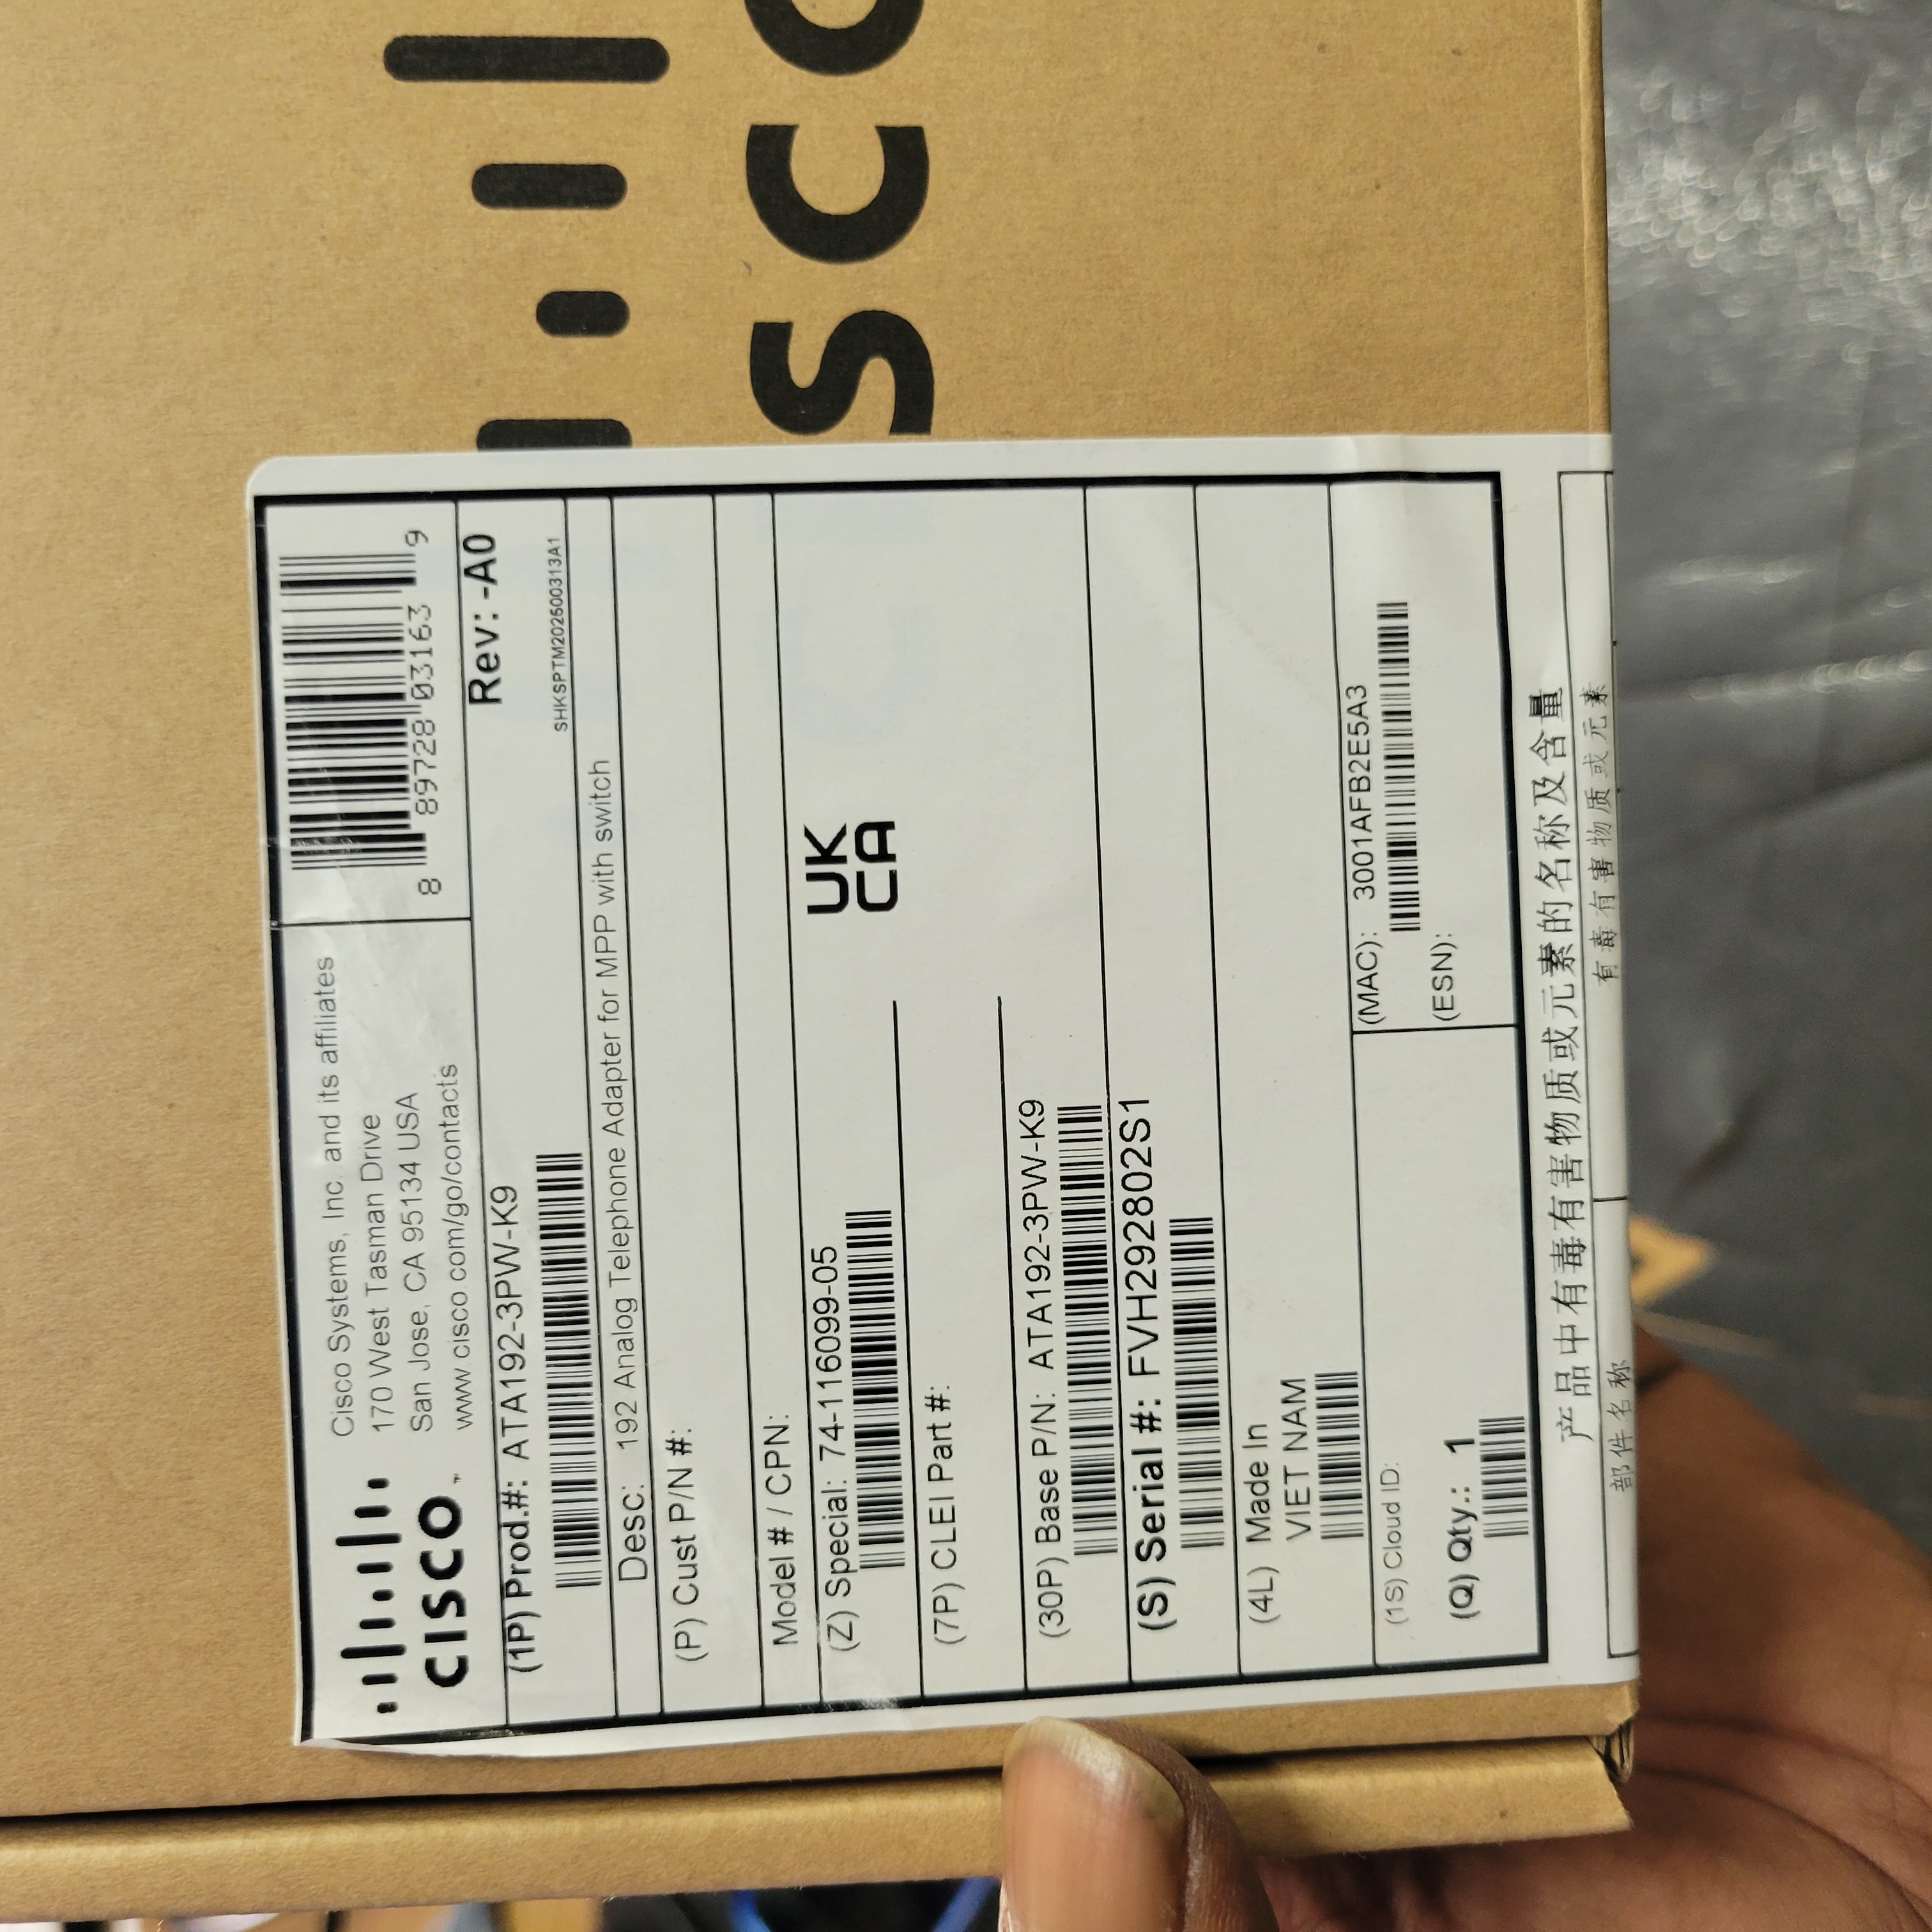 CISCO
Cisco Systems, Inc. and its affiliates
170 West Tasman Drive
San Jose, CA 95134 USA
www.cisco com/go/contacts
8 89728 03163 9
(1P) Prod.#: ATA192-3PW-K9
Rev: -A0
SHKSPTM20250313A1
Desc: 192 Analog Telephone Adapter for MPP with switch
(P) Cust P/N #:
Model # / CPN:
(Z) Special: 74-116099-05
UK
CA
(7P) CLEI Part #:
(30P) Base P/N: ATA192-3PW-K9
(S) Serial #: FVH292802S1
(4L) Made In
VIET NAM
(1S) Cloud ID:
(MAC): 3001AFB2E5A3
(Q) Qty.: 1
(ESN):
产品中有毒有害物质或元素的名称及含量
部件名称
有毒有害物质或元素